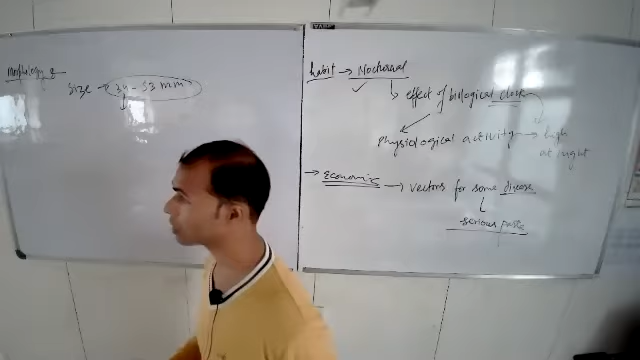 Morphology &
Size → 34 - 53 mm
habit → Nocturnal
effect of biological clock
Physiological activity → high
at night
→ Economic → vectors for some disease
serious pests